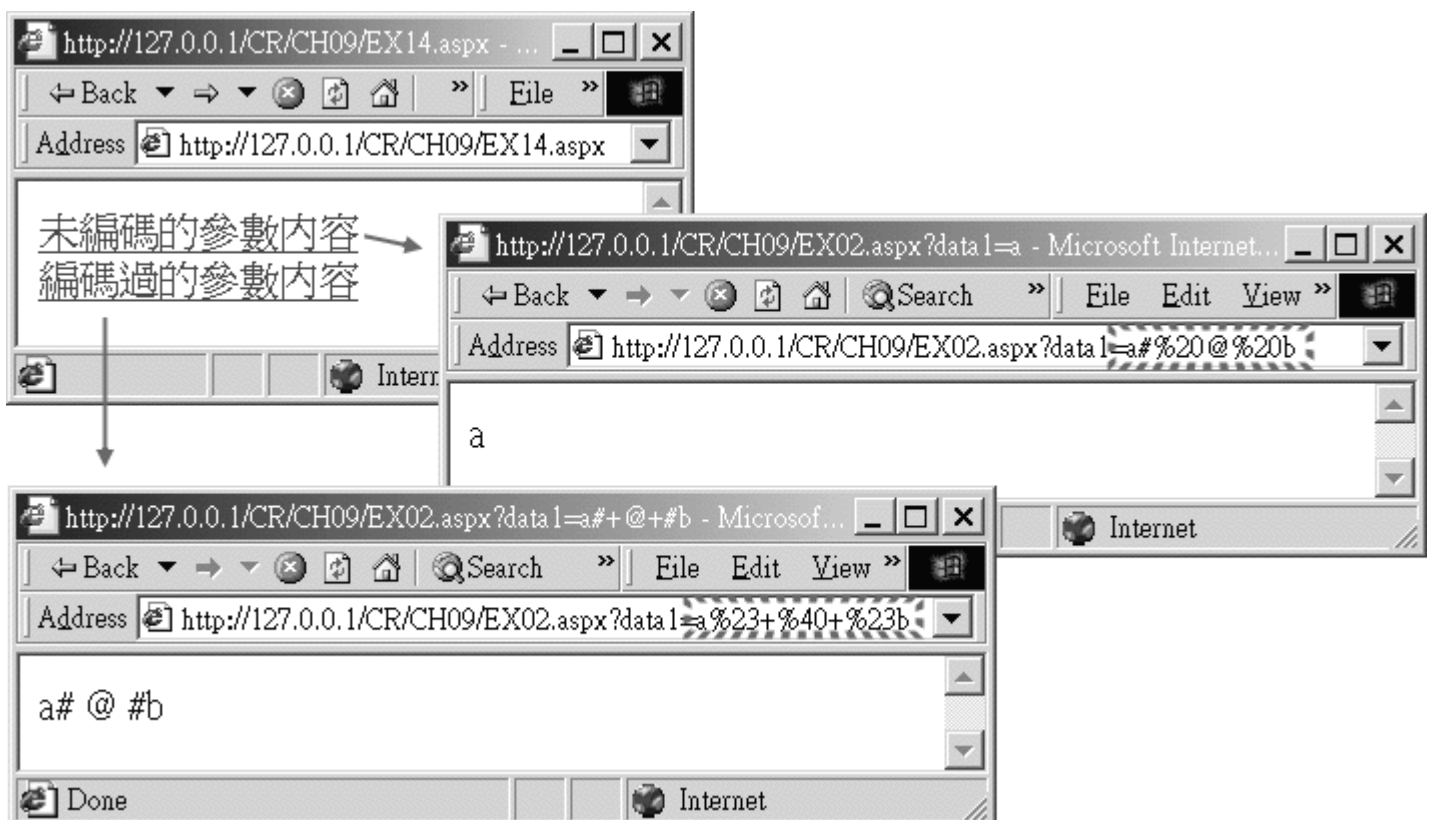 http://127.0.0.1/CR/CH09/EX14.aspx - ...
Back » File »
Address http://127.0.0.1/CR/CH09/EX14.aspx
未編碼的參數內容
編碼過的參數內容
http://127.0.0.1/CR/CH09/EX02.aspx?data1=a - Microsoft Internet...
Back Search » File Edit View »
Address http://127.0.0.1/CR/CH09/EX02.aspx?data1=a#%20@%20b
Intern
a
Internet
http://127.0.0.1/CR/CH09/EX02.aspx?data1=a#+@+#b - Microsof...
Back Search » File Edit View »
Address http://127.0.0.1/CR/CH09/EX02.aspx?data1=a%23+%40+%23b
a# @ #b
Done Internet